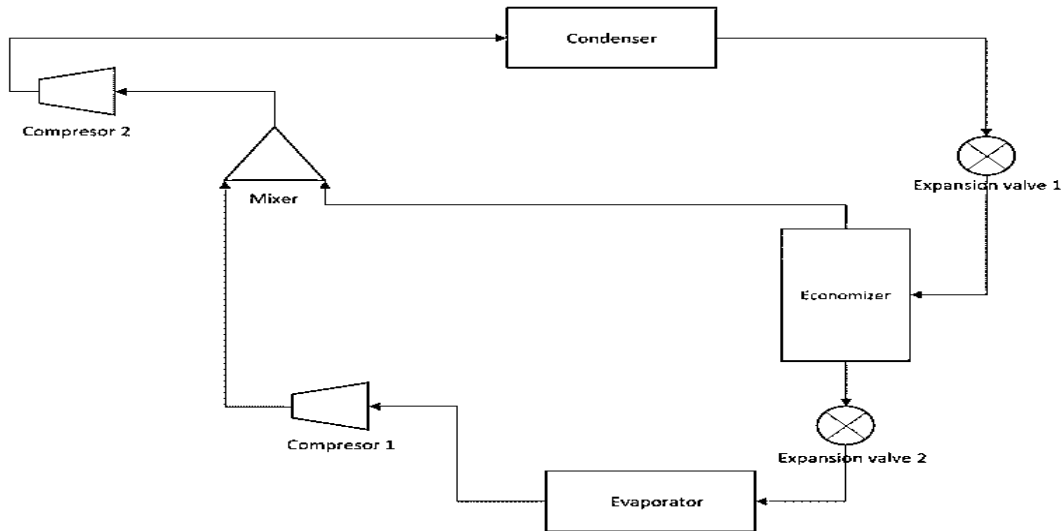 Condenser
Compresor 2
Expansion valve 1
Mixer
Economizer
Compresor 1
Expansion valve 2
Evaporator